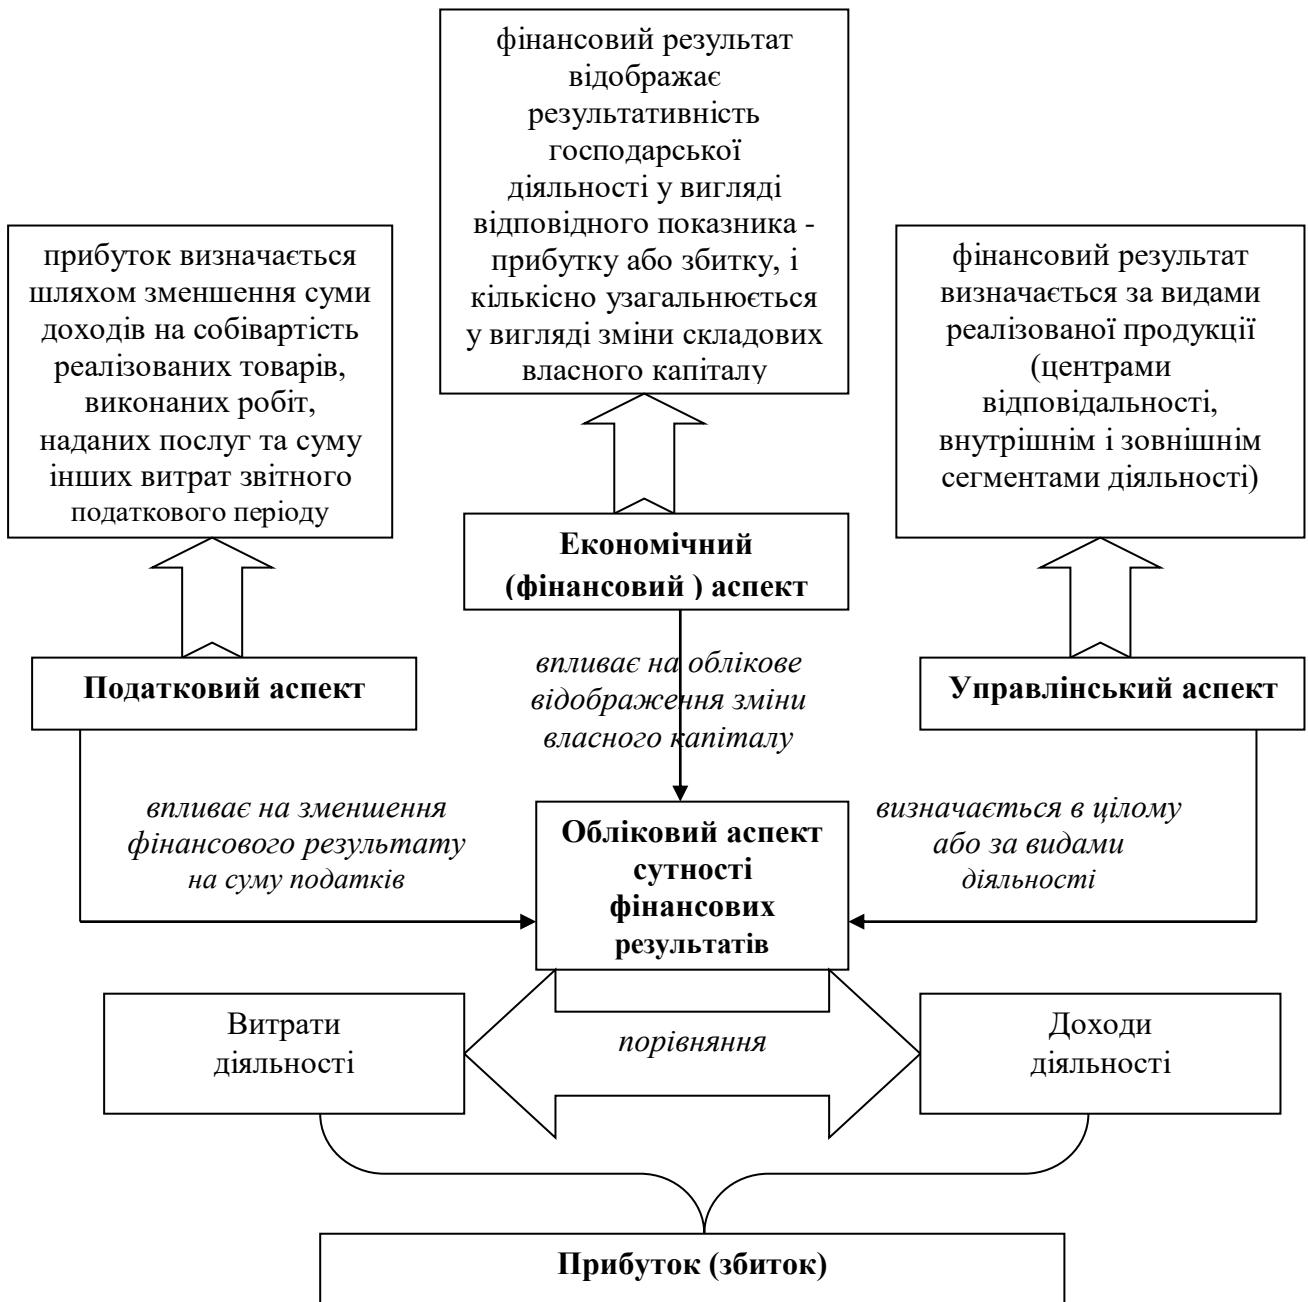 фінансовий результат
відображає
результативність
господарської
діяльності у вигляді
відповідного показника -
прибутку або збитку, і
кількісно узагальнюється
у вигляді зміни складових
власного капіталу
прибуток визначається
шляхом зменшення суми
доходів на собівартість
реалізованих товарів,
виконаних робіт,
наданих послуг та суму
інших витрат звітного
податкового періоду
фінансовий результат
визначається за видами
реалізованої продукції
(центрами
відповідальності,
внутрішнім і зовнішнім
сегментами діяльності)
Економічний
(фінансовий ) аспект
Податковий аспект
впливає на облікове
відображення зміни
власного капіталу
Управлінський аспект
впливає на зменшення
фінансового результату
на суму податків
Обліковий аспект
сутності
фінансових
результатів
визначається в цілому
або за видами
діяльності
Витрати
діяльності
порівняння
Доходи
діяльності
Прибуток (збиток)